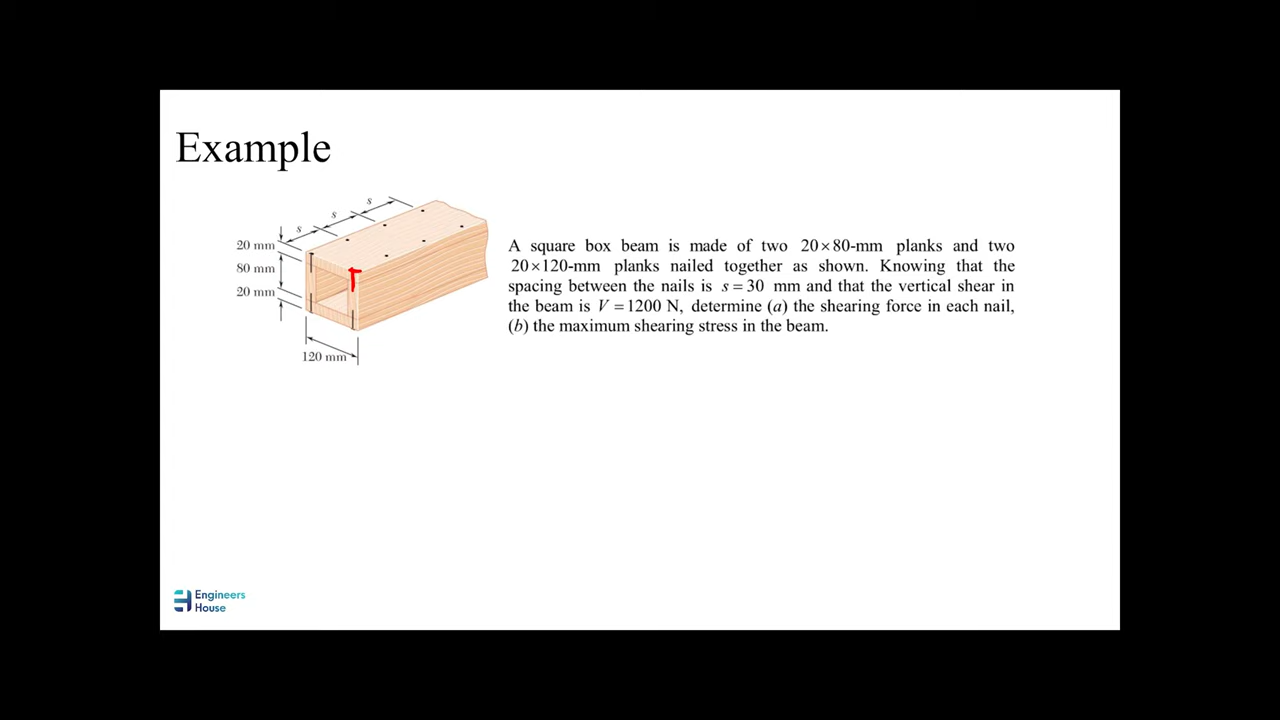 Example
s
s
s
20 mm
80 mm
20 mm
120 mm
A square box beam is made of two 20×80-mm planks and two
20×120-mm planks nailed together as shown. Knowing that the
spacing between the nails is s = 30 mm and that the vertical shear in
the beam is V = 1200 N, determine (a) the shearing force in each nail,
(b) the maximum shearing stress in the beam.
Engineers
House